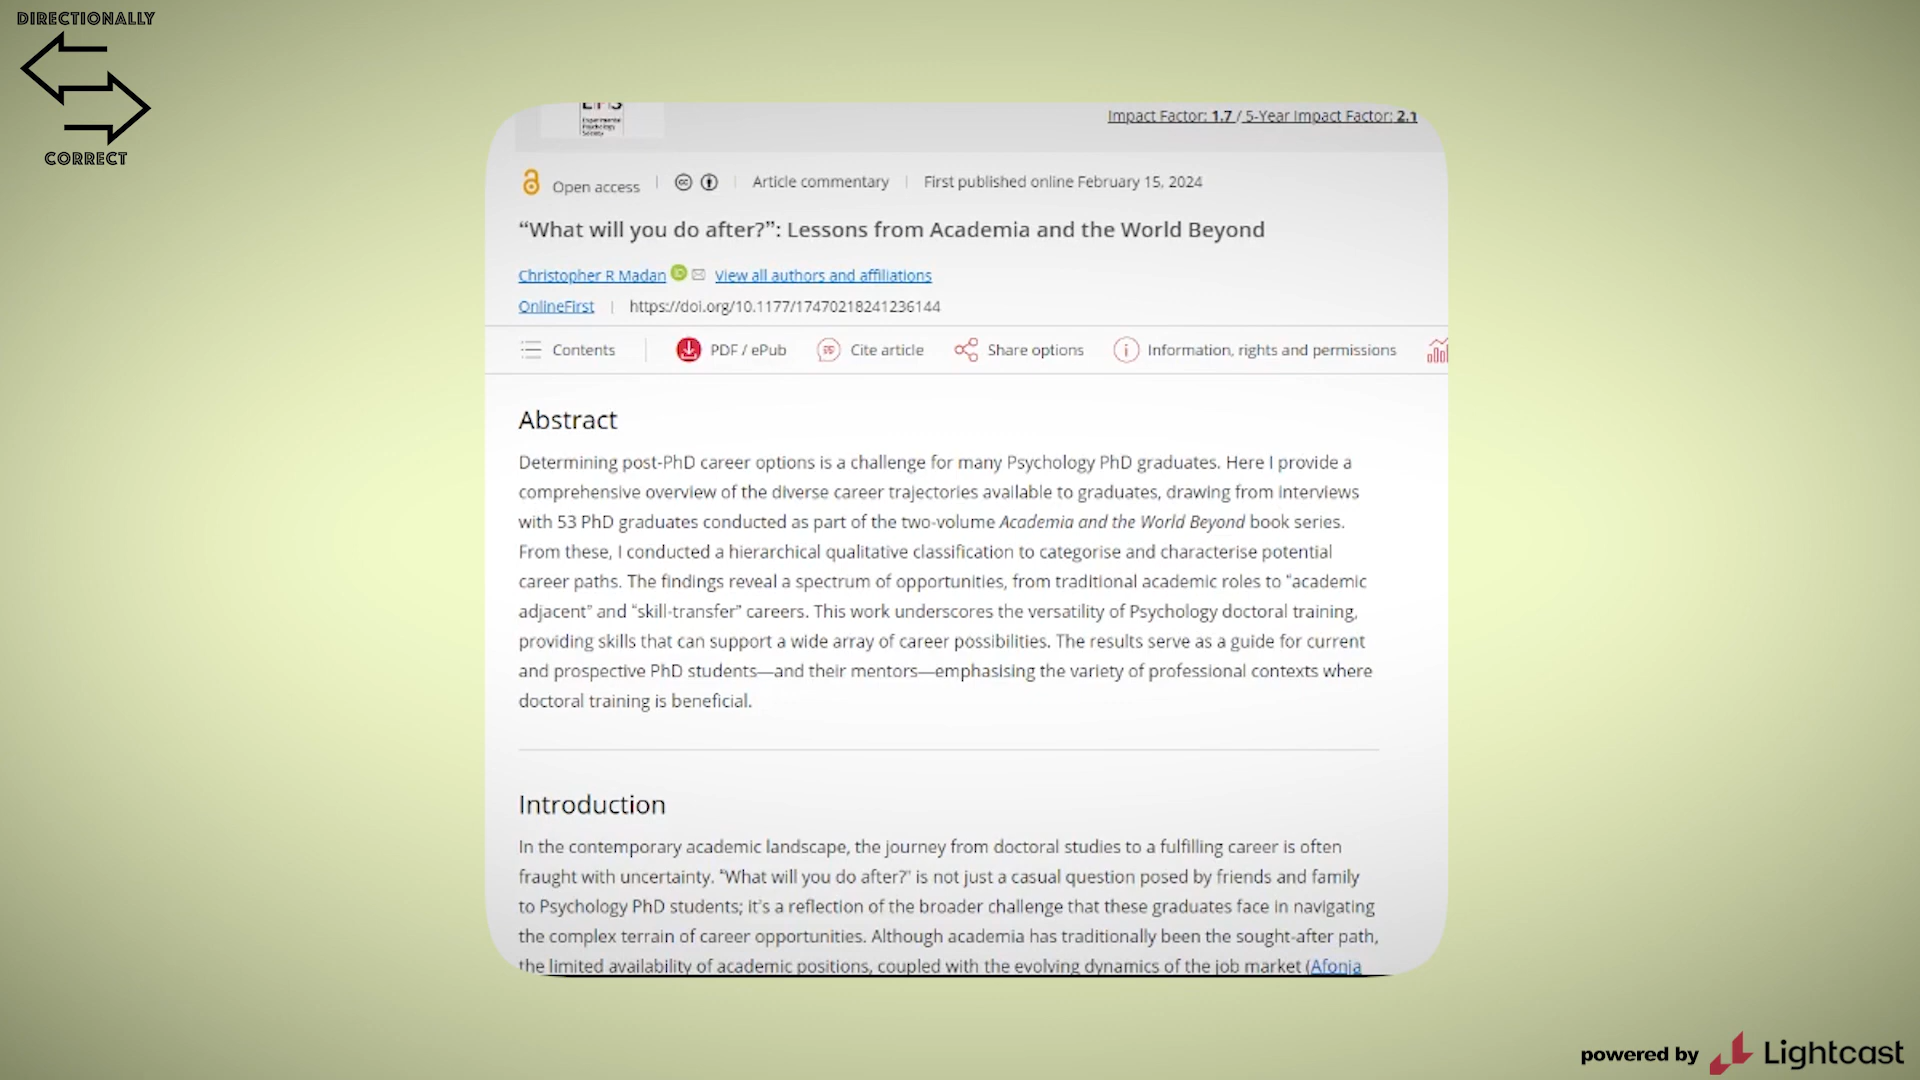 DIRECTIONALLY
CORRECT
Experimental
Psychology
Society
Impact Factor: 1.7 / 5-Year Impact Factor: 2.1
Open access | Article commentary | First published online February 15, 2024
“What will you do after?”: Lessons from Academia and the World Beyond
Christopher R Madan View all authors and affiliations
OnlineFirst | https://doi.org/10.1177/17470218241236144
Contents PDF / ePub Cite article Share options Information, rights and permissions
Abstract
Determining post-PhD career options is a challenge for many Psychology PhD graduates. Here I provide a
comprehensive overview of the diverse career trajectories available to graduates, drawing from interviews
with 53 PhD graduates conducted as part of the two-volume Academia and the World Beyond book series.
From these, I conducted a hierarchical qualitative classification to categorise and characterise potential
career paths. The findings reveal a spectrum of opportunities, from traditional academic roles to “academic
adjacent” and “skill-transfer” careers. This work underscores the versatility of Psychology doctoral training,
providing skills that can support a wide array of career possibilities. The results serve as a guide for current
and prospective PhD students—and their mentors—emphasising the variety of professional contexts where
doctoral training is beneficial.
Introduction
In the contemporary academic landscape, the journey from doctoral studies to a fulfilling career is often
fraught with uncertainty. “What will you do after?” is not just a casual question posed by friends and family
to Psychology PhD students; it’s a reflection of the broader challenge that these graduates face in navigating
the complex terrain of career opportunities. Although academia has traditionally been the sought-after path,
the limited availability of academic positions, coupled with the evolving dynamics of the job market (Afonja
powered by Lightcast